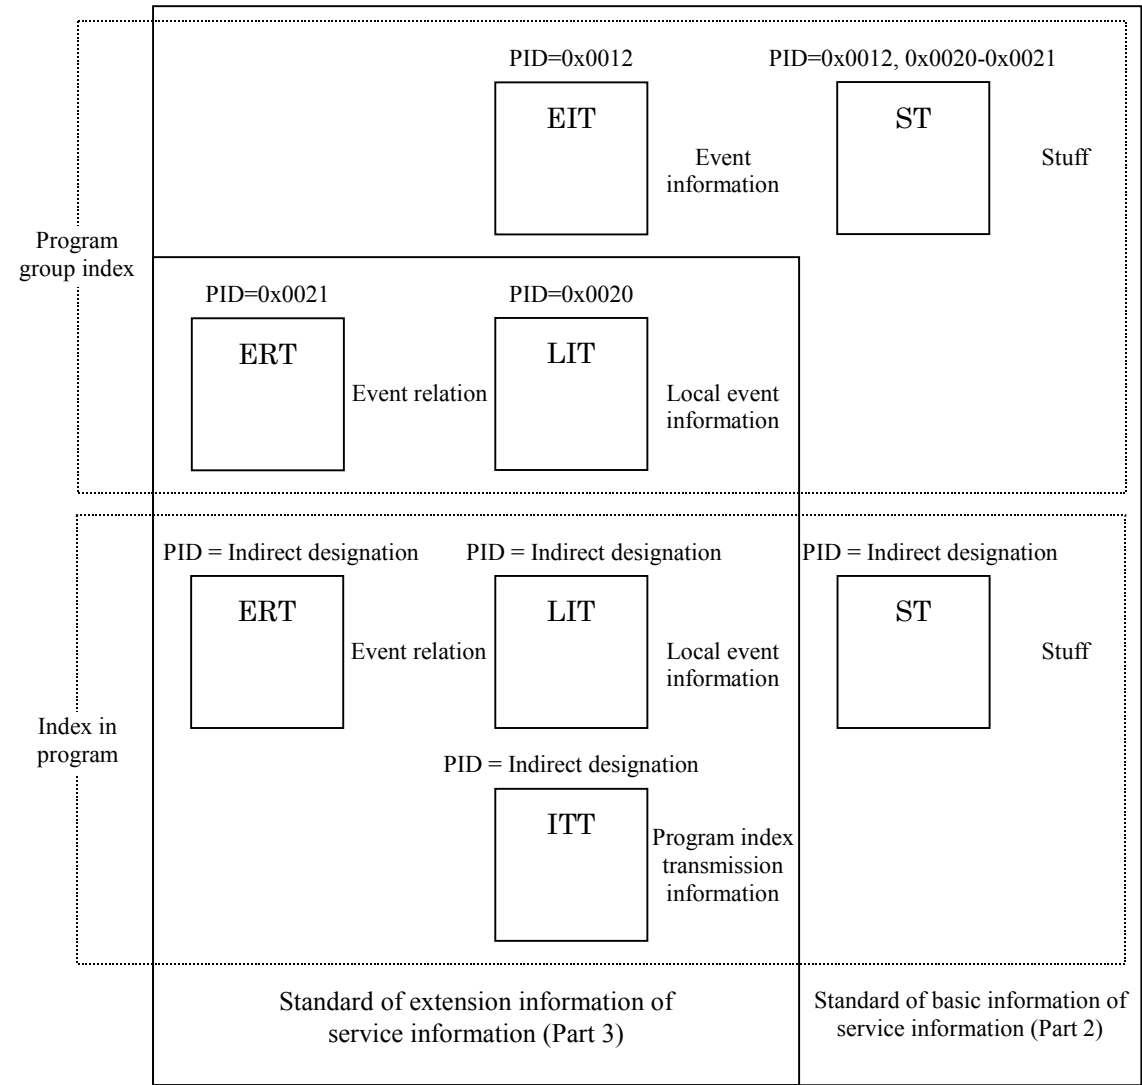 PID=0x0012
PID=0x0012, 0x0020-0x0021
EIT
ST
Event
information
Stuff
Program
group index
PID=0x0021
PID=0x0020
ERT
LIT
Event relation
Local event
information
PID = Indirect designation
PID = Indirect designation
PID = Indirect designation
ERT
LIT
ST
Event relation
Local event
information
Stuff
Index in
program
PID = Indirect designation
ITT
Program index
transmission
information
Standard of extension information of
service information (Part 3)
Standard of basic information of
service information (Part 2)